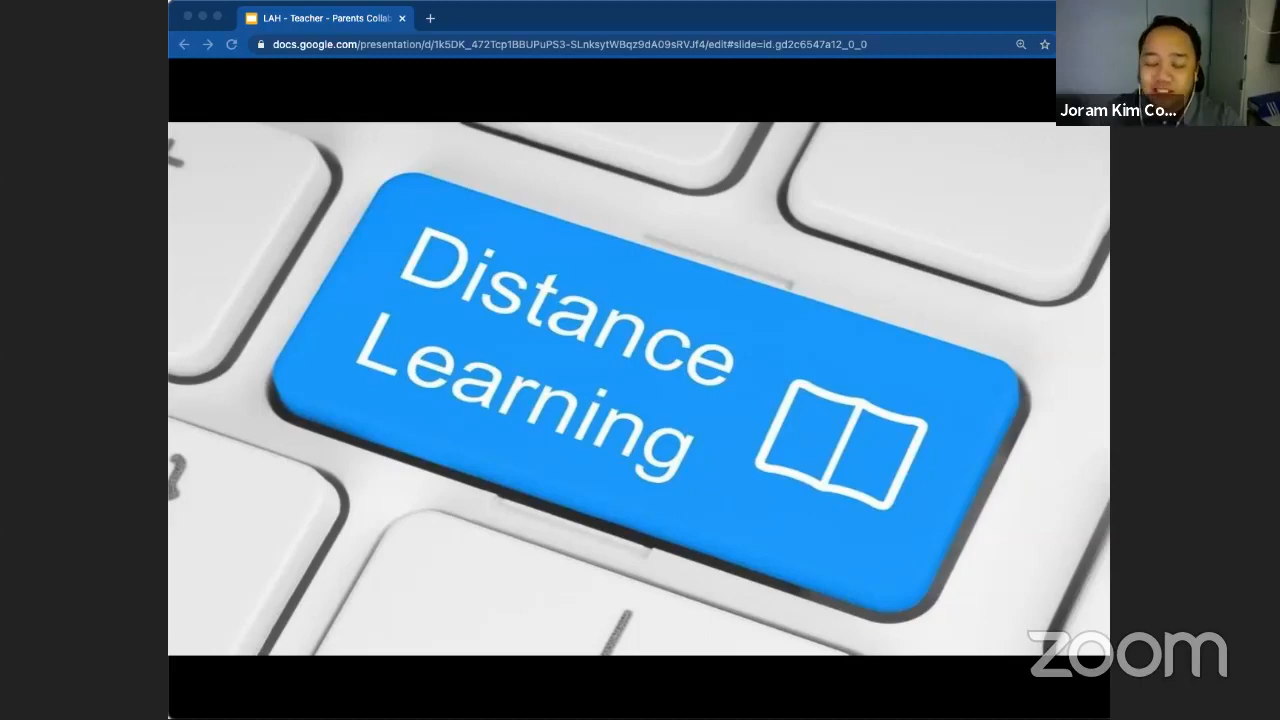 LAH - Teacher - Parents Collab
docs.google.com/presentation/d/1k5DK_472Tcp1BBUPuPS3-SLnksytWBqz9dA09sRVJf4/edit#slide=id.gd2c6547a12_0_0
Joram Kim Co...
Distance
Learning
zoom